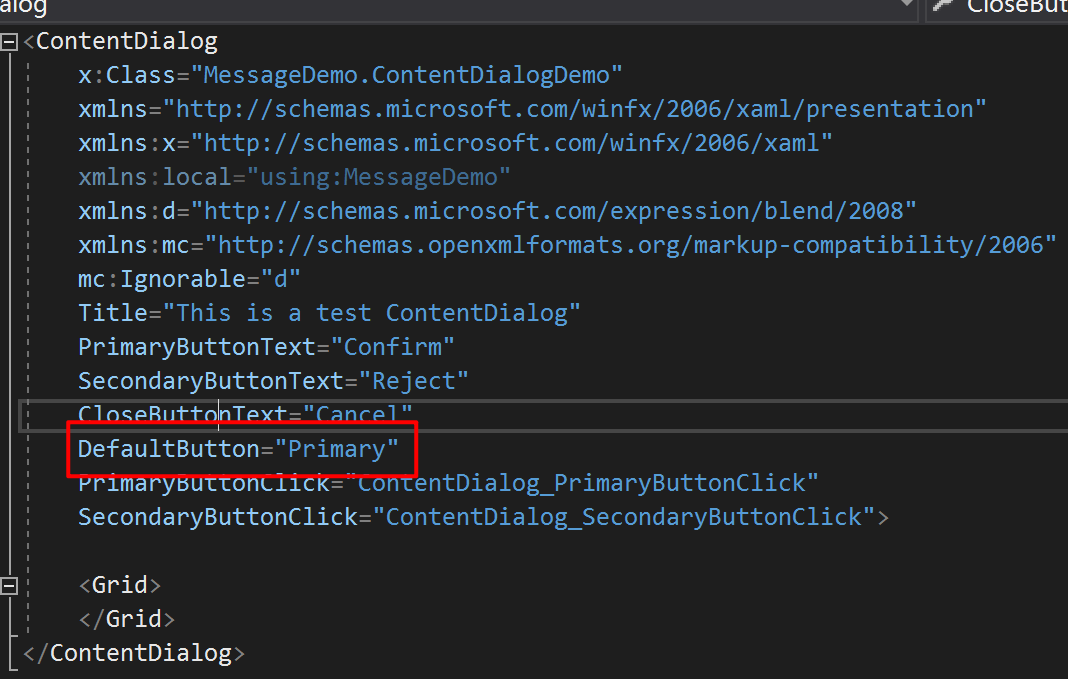 alog
CloseBut
<ContentDialog
x:Class="MessageDemo.ContentDialogDemo"
xmlns="http://schemas.microsoft.com/winfx/2006/xaml/presentation"
xmlns:x="http://schemas.microsoft.com/winfx/2006/xaml"
xmlns:local="using:MessageDemo"
xmlns:d="http://schemas.microsoft.com/expression/blend/2008"
xmlns:mc="http://schemas.openxmlformats.org/markup-compatibility/2006"
mc:Ignorable="d"
Title="This is a test ContentDialog"
PrimaryButtonText="Confirm"
SecondaryButtonText="Reject"
CloseButtonText="Cancel"
DefaultButton="Primary"
PrimaryButtonClick="ContentDialog_PrimaryButtonClick"
SecondaryButtonClick="ContentDialog_SecondaryButtonClick">
<Grid>
</Grid>
</ContentDialog>